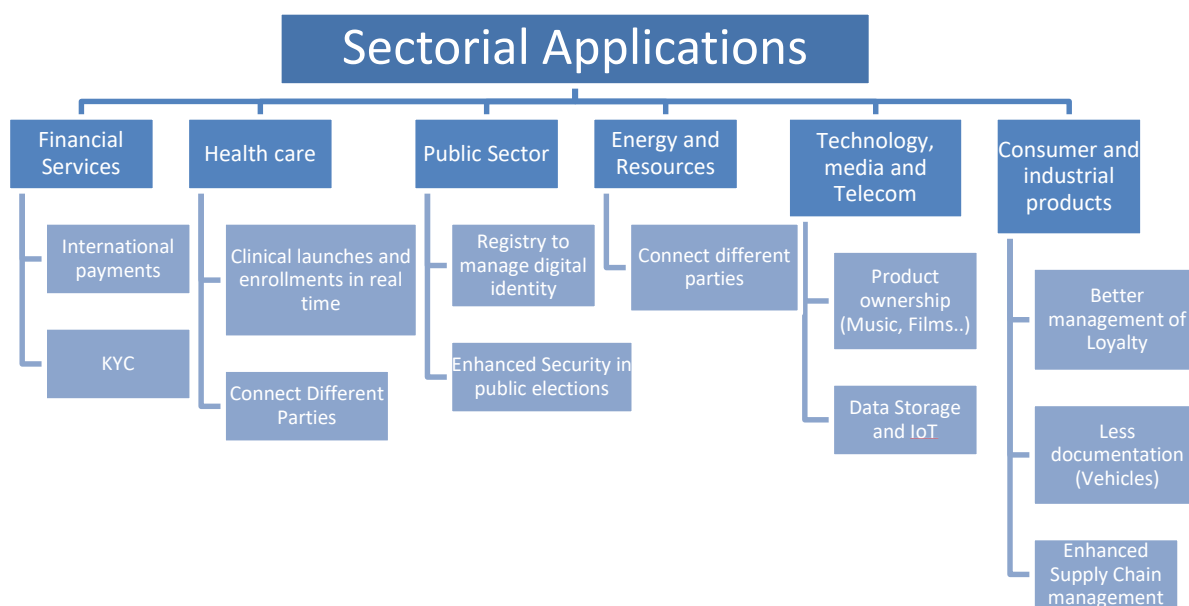 Sectorial Applications
Financial
Services
International
payments
KYC
Health care
Clinical launches and
enrollments in real
time
Connect Different
Parties
Public Sector
Registry to
manage digital
identity
Enhanced Security in
public elections
Energy and
Resources
Connect different
parties
Technology,
media and
Telecom
Product
ownership
(Music, Films..)
Data Storage
and IoT
Consumer and
industrial
products
Better
management of
Loyalty
Less
documentation
(Vehicles)
Enhanced
Supply Chain
management